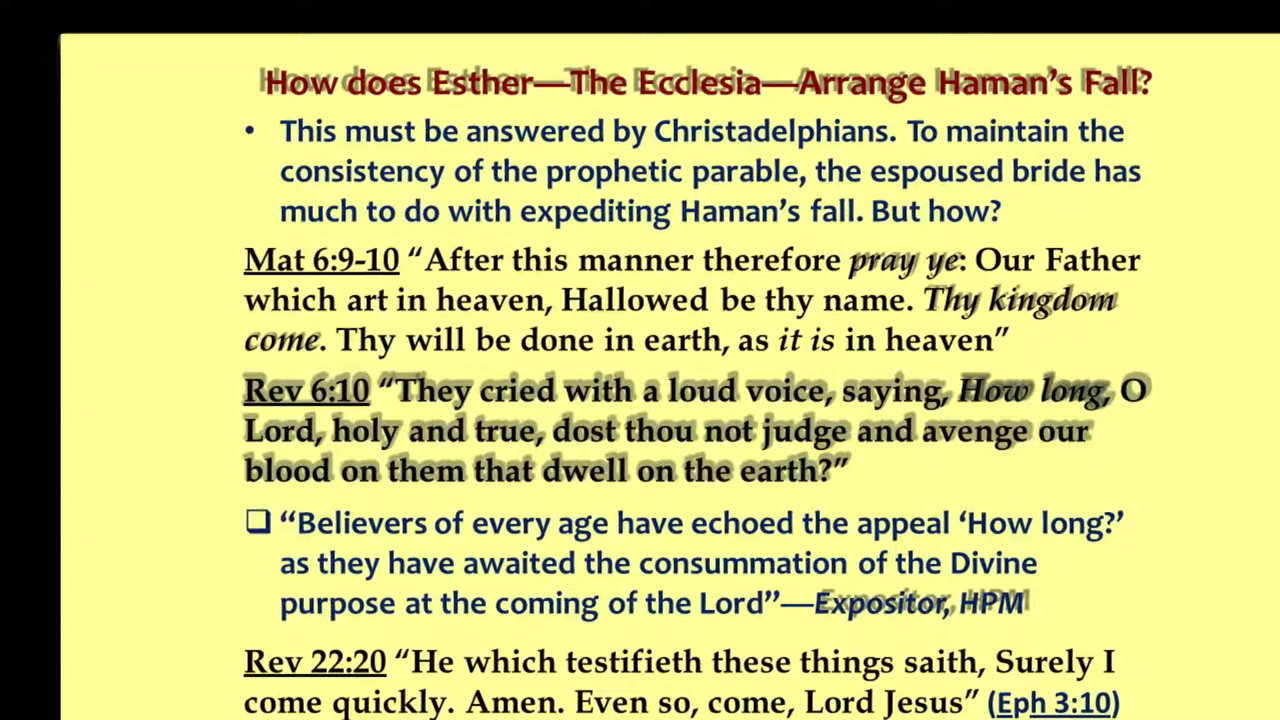 How does Esther—The Ecclesia—Arrange Haman’s Fall?
• This must be answered by Christadelphians. To maintain the
consistency of the prophetic parable, the espoused bride has
much to do with expediting Haman’s fall. But how?
Mat 6:9-10 “After this manner therefore pray ye: Our Father
which art in heaven, Hallowed be thy name. Thy kingdom
come. Thy will be done in earth, as it is in heaven”
Rev 6:10 “They cried with a loud voice, saying, How long, O
Lord, holy and true, dost thou not judge and avenge our
blood on them that dwell on the earth?”
❑ “Believers of every age have echoed the appeal ‘How long?’
as they have awaited the consummation of the Divine
purpose at the coming of the Lord”—Expositor, HPM
Rev 22:20 “He which testifieth these things saith, Surely I
come quickly. Amen. Even so, come, Lord Jesus” (Eph 3:10)